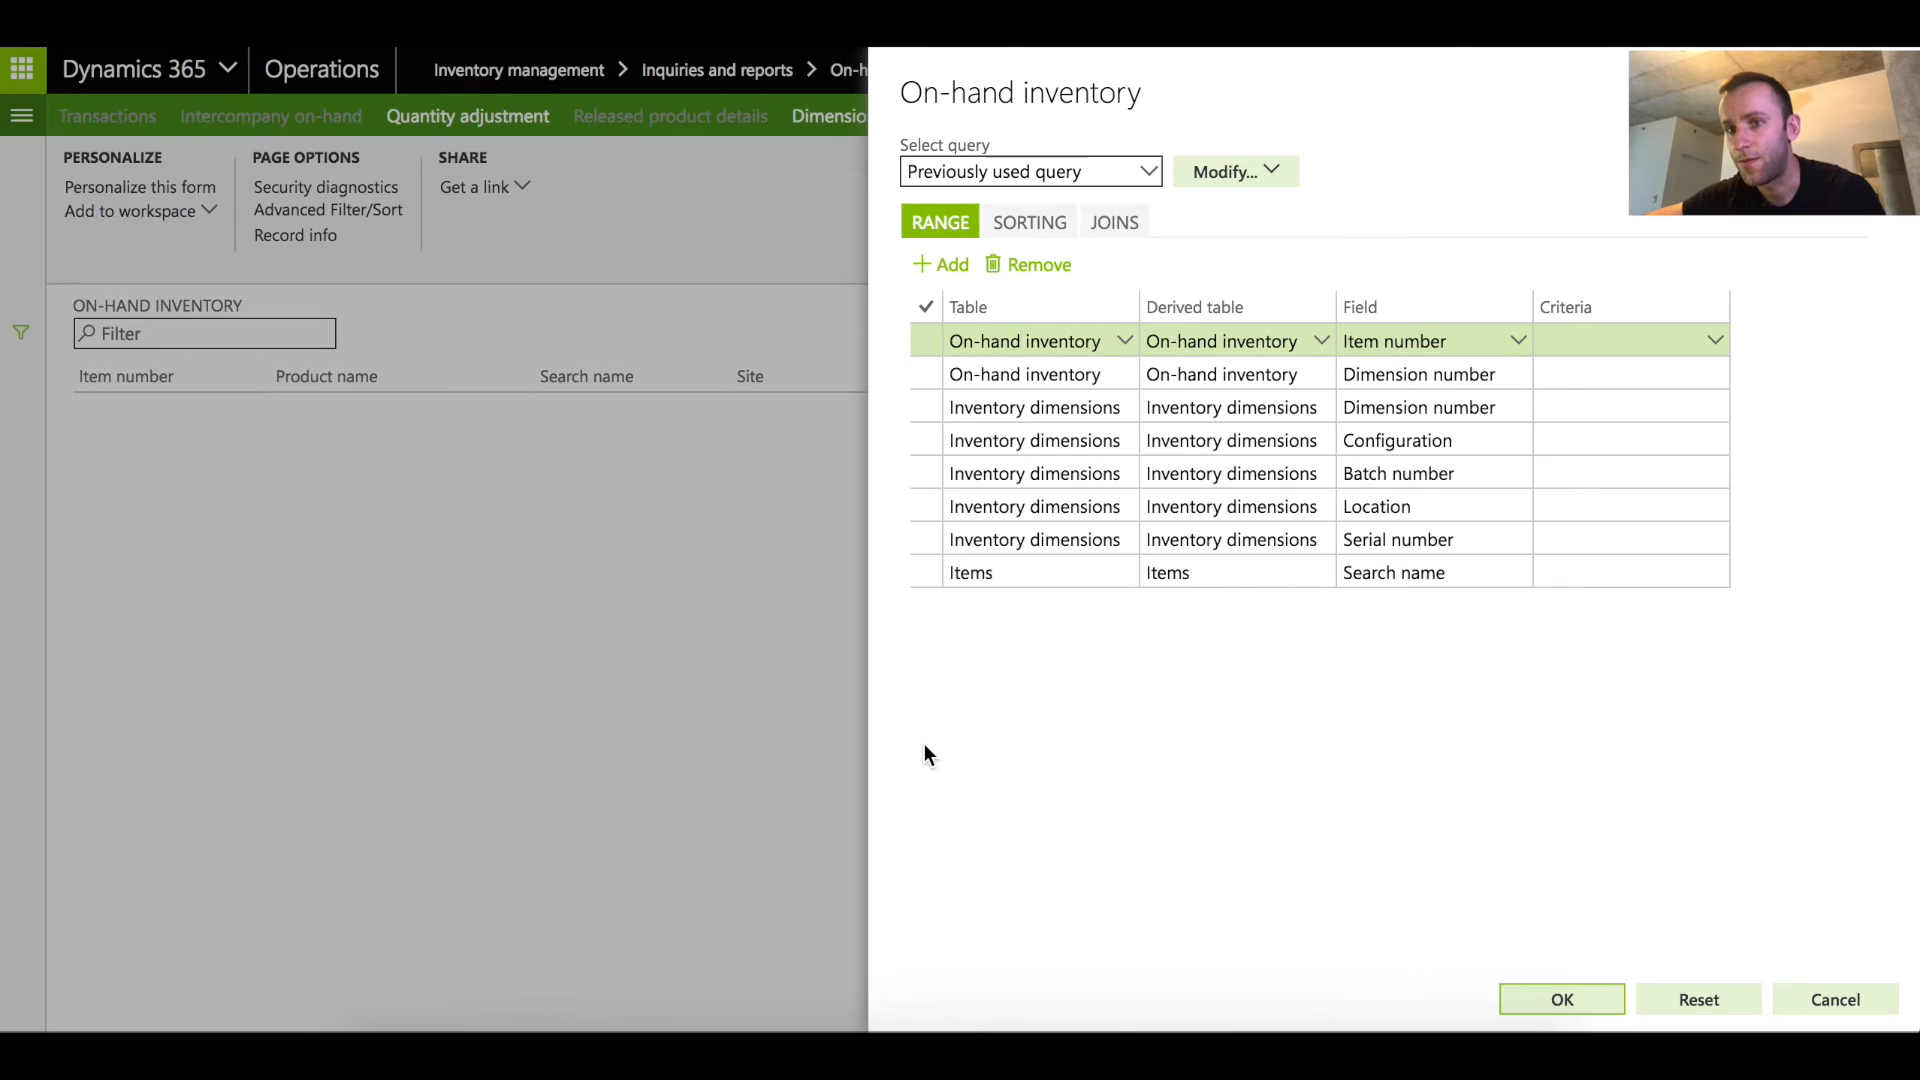 Dynamics 365 Operations Inventory management Inquiries and reports On-h
Transactions Intercompany on-hand Quantity adjustment Released product details Dimensio
PERSONALIZE
Personalize this form
Add to workspace
PAGE OPTIONS
Security diagnostics
Advanced Filter/Sort
Record info
SHARE
Get a link
ON-HAND INVENTORY
Filter
Item number Product name Search name Site
On-hand inventory
Select query
Previously used query Modify...
RANGE SORTING JOINS
Add Remove
Table Derived table Field Criteria
On-hand inventory On-hand inventory Item number
On-hand inventory On-hand inventory Dimension number
Inventory dimensions Inventory dimensions Dimension number
Inventory dimensions Inventory dimensions Configuration
Inventory dimensions Inventory dimensions Batch number
Inventory dimensions Inventory dimensions Location
Inventory dimensions Inventory dimensions Serial number
Items Items Search name
OK Reset Cancel